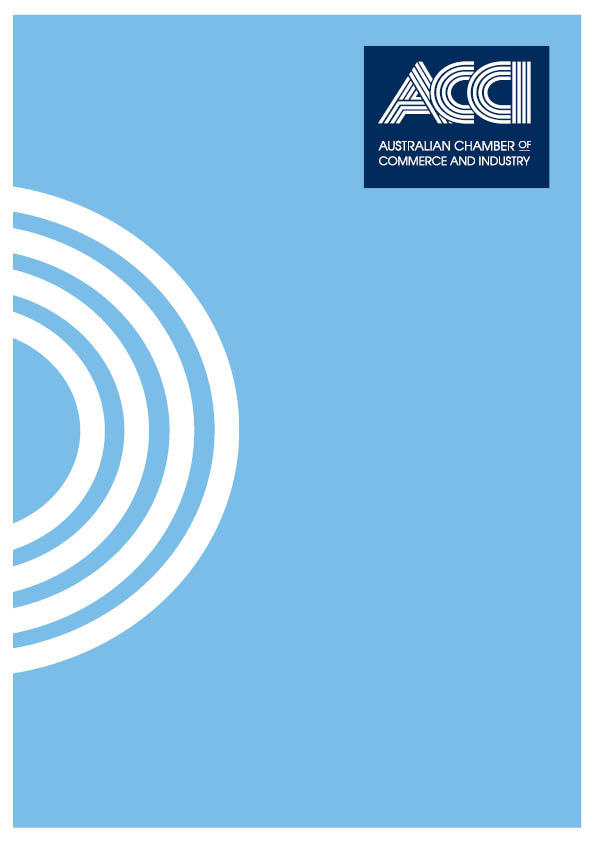 ACCI
AUSTRALIAN CHAMBER OF
COMMERCE AND INDUSTRY